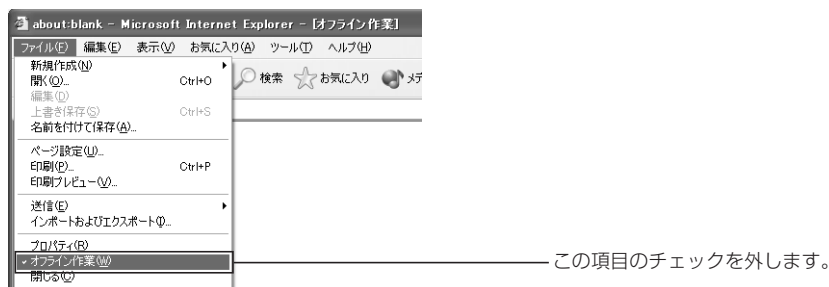 about:blank - Microsoft Internet Explorer - [オフライン作業]
ファイル(F) 編集(E) 表示(V) お気に入り(A) ツール(T) ヘルプ(H)
新規作成(N)
開く(O)... Ctrl+O
検索 お気に入り メデ
編集(D)
上書き保存(S) Ctrl+S
名前を付けて保存(A)...
ページ設定(U)...
印刷(P)... Ctrl+P
印刷プレビュー(V)...
送信(E)
インポートおよびエクスポート(I)...
プロパティ(R)
オフライン作業(W)
この項目のチェックを外します。
閉じる(C)